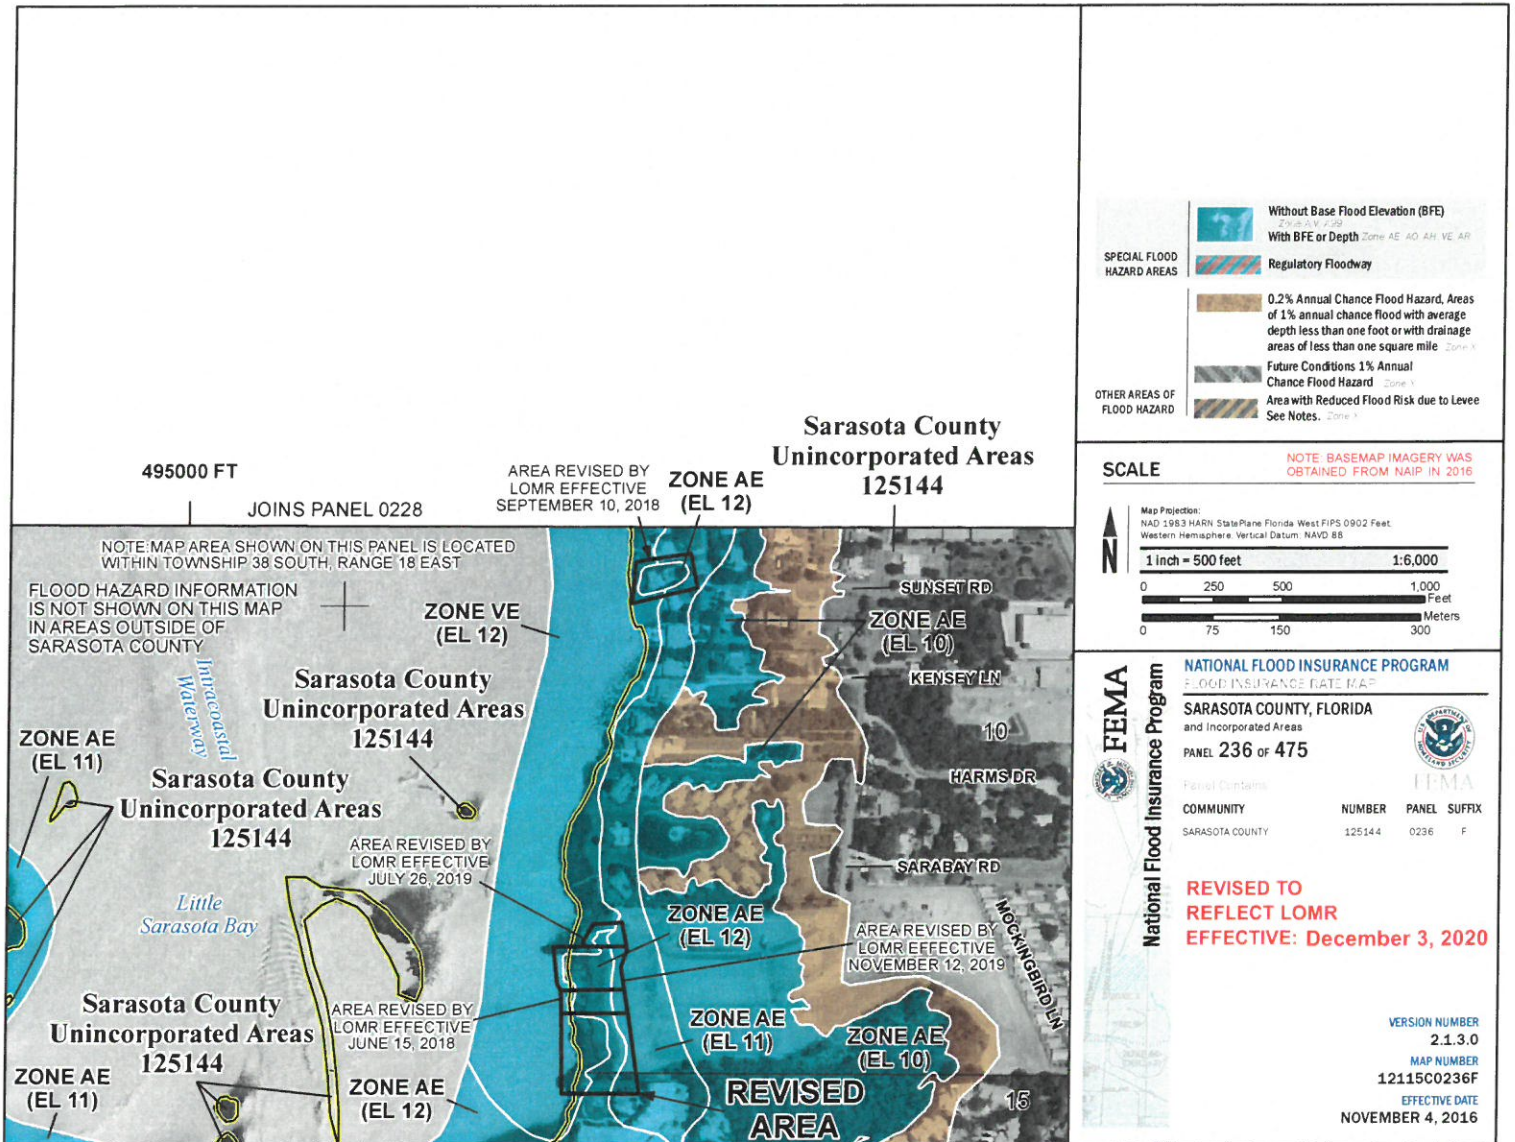 Without Base Flood Elevation (BFE)
With BFE or Depth Zone AE, AO, AH, VE, AR
SPECIAL FLOOD
HAZARD AREAS
Regulatory Floodway
0.2% Annual Chance Flood Hazard, Areas
of 1% annual chance flood with average
depth less than one foot or with drainage
areas of less than one square mile Zone X
Future Conditions 1% Annual
Chance Flood Hazard Zone X
OTHER AREAS OF
FLOOD HAZARD
Area with Reduced Flood Risk due to Levee
See Notes. Zone X
SCALE
NOTE: BASEMAP IMAGERY WAS
OBTAINED FROM NAIP IN 2016
Map Projection:
NAD 1983 HARN StatePlane Florida West FIPS 0902 Feet;
Western Hemisphere; Vertical Datum: NAVD 88
N
1 inch = 500 feet 1:6,000
0 250 500 1,000
Feet
Meters
0 75 150 300
FEMA
National Flood Insurance Program
NATIONAL FLOOD INSURANCE PROGRAM
FLOOD INSURANCE RATE MAP
SARASOTA COUNTY, FLORIDA
and Incorporated Areas
PANEL 236 OF 475
Panel Contains:
FEMA
COMMUNITY NUMBER PANEL SUFFIX
SARASOTA COUNTY 125144 0236 F
REVISED TO
REFLECT LOMR
EFFECTIVE: December 3, 2020
VERSION NUMBER
2.1.3.0
MAP NUMBER
12115C0236F
EFFECTIVE DATE
NOVEMBER 4, 2016
495000 FT
JOINS PANEL 0228
AREA REVISED BY
LOMR EFFECTIVE
SEPTEMBER 10, 2018
ZONE AE
(EL 12)
Sarasota County
Unincorporated Areas
125144
NOTE:MAP AREA SHOWN ON THIS PANEL IS LOCATED
WITHIN TOWNSHIP 38 SOUTH, RANGE 18 EAST
FLOOD HAZARD INFORMATION
IS NOT SHOWN ON THIS MAP
IN AREAS OUTSIDE OF
SARASOTA COUNTY
ZONE VE
(EL 12)
SUNSET RD
ZONE AE
(EL 10)
KENSEY LN
Intracoastal
Waterway
Sarasota County
Unincorporated Areas
125144
10
ZONE AE
(EL 11)
Sarasota County
Unincorporated Areas
125144
HARMS DR
AREA REVISED BY
LOMR EFFECTIVE
JULY 26, 2019
SARABAY RD
Little
Sarasota Bay
ZONE AE
(EL 12)
AREA REVISED BY
LOMR EFFECTIVE
NOVEMBER 12, 2019
MOCKINGBIRD LN
Sarasota County
Unincorporated Areas
125144
AREA REVISED BY
LOMR EFFECTIVE
JUNE 15, 2018
ZONE AE
(EL 11)
ZONE AE
(EL 10)
ZONE AE
(EL 11)
ZONE AE
(EL 12)
REVISED
AREA
15